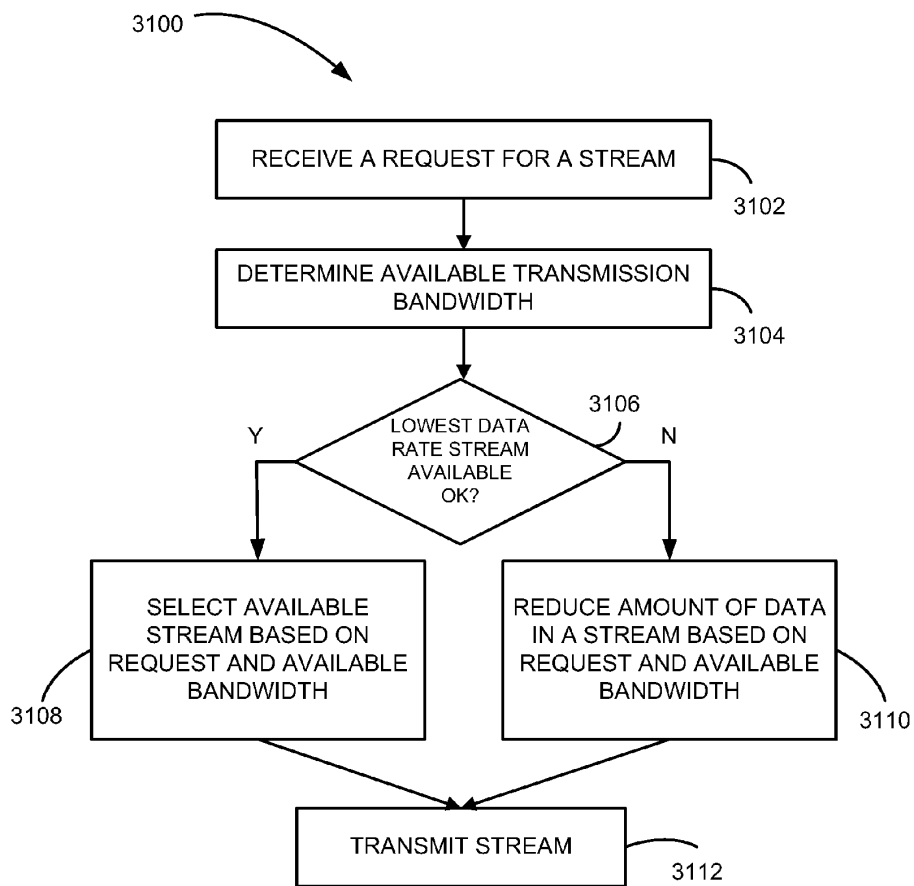 3100
RECEIVE A REQUEST FOR A STREAM
3102
DETERMINE AVAILABLE TRANSMISSION
BANDWIDTH
3104
LOWEST DATA
RATE STREAM
AVAILABLE
OK?
3106
Y
N
SELECT AVAILABLE
STREAM BASED ON
REQUEST AND AVAILABLE
BANDWIDTH
3108
REDUCE AMOUNT OF DATA
IN A STREAM BASED ON
REQUEST AND AVAILABLE
BANDWIDTH
3110
TRANSMIT STREAM
3112